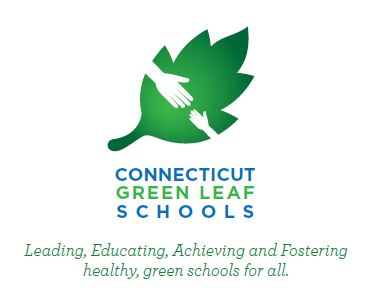 CONNECTICUT
GREEN LEAF
SCHOOLS
Leading, Educating, Achieving and Fostering
healthy, green schools for all.